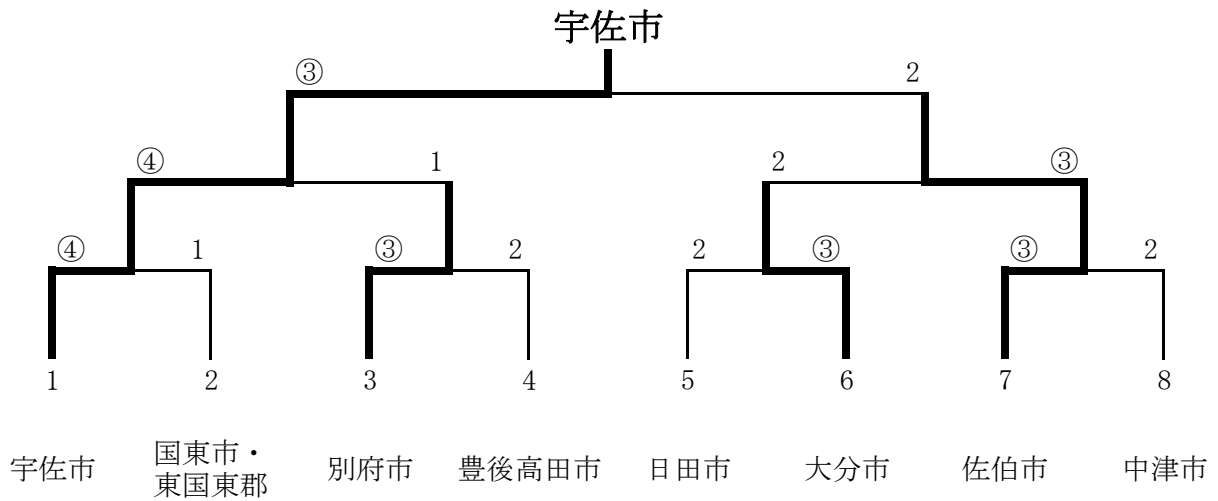 宇佐市
③ 2
④ 1 2 ③
④ 1 ③ 2 2 ③ ③ 2
1 2 3 4 5 6 7 8
宇佐市 国東市・東国東郡 別府市 豊後高田市 日田市 大分市 佐伯市 中津市